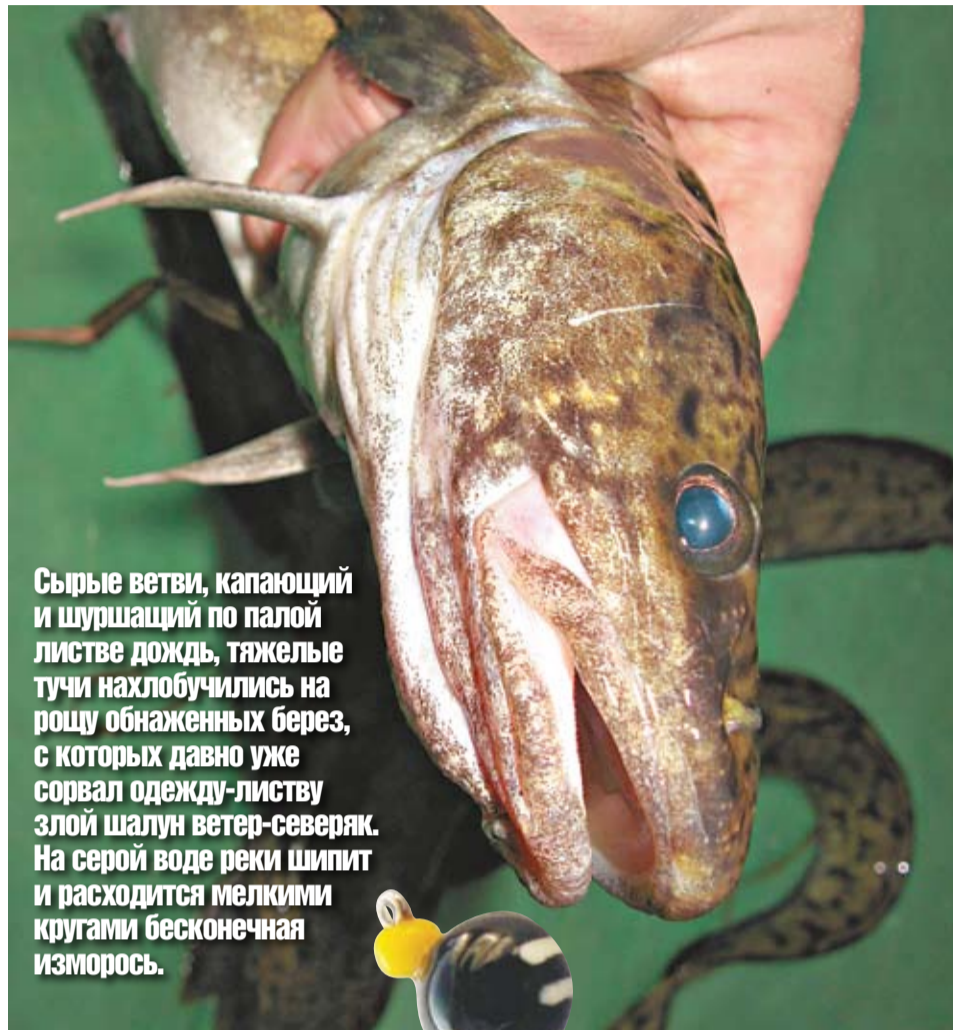 Сырые ветви, капающий
и шуршащий по палой
листве дождь, тяжелые
тучи нахлобучились на
рощу обнаженных берез,
с которых давно уже
сорвал одежду-листву
злой шалун ветер-северяк.
На серой воде реки шипит
и расходится мелкими
кругами бесконечная
изморось.